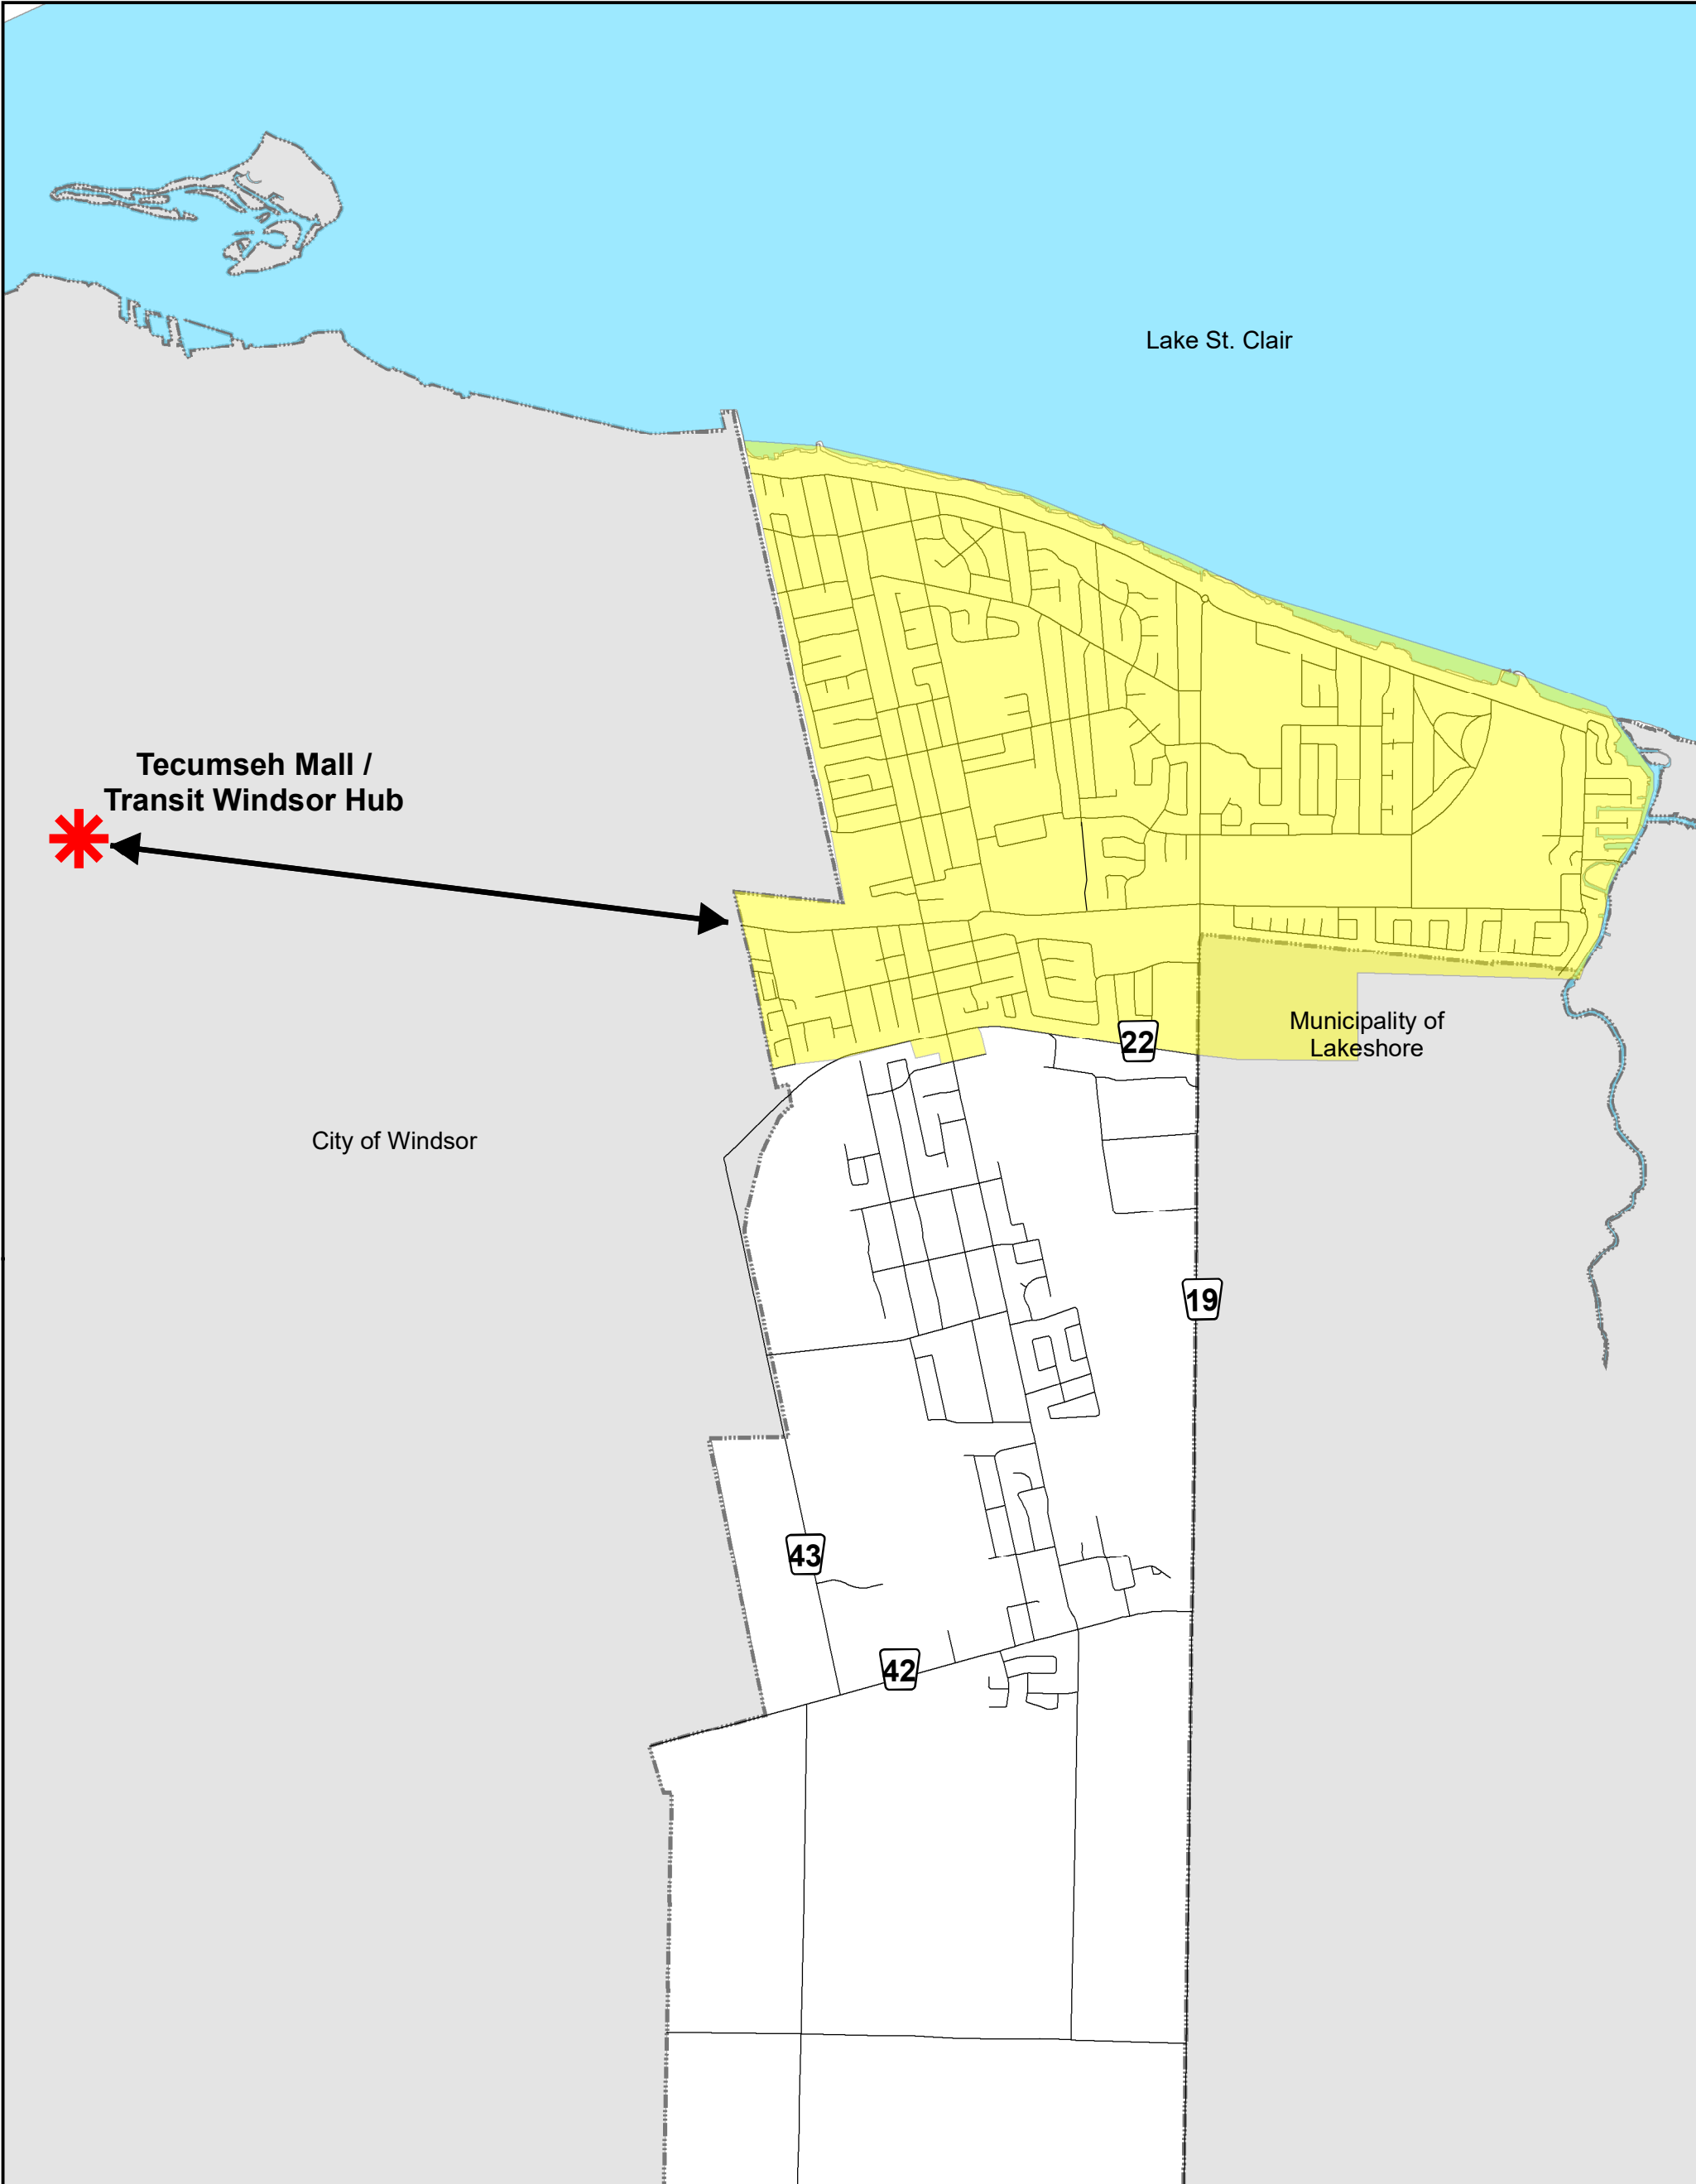 Lake St. Clair
Tecumseh Mall /
Transit Windsor Hub
Municipality of
Lakeshore
22
City of Windsor
19
43
42